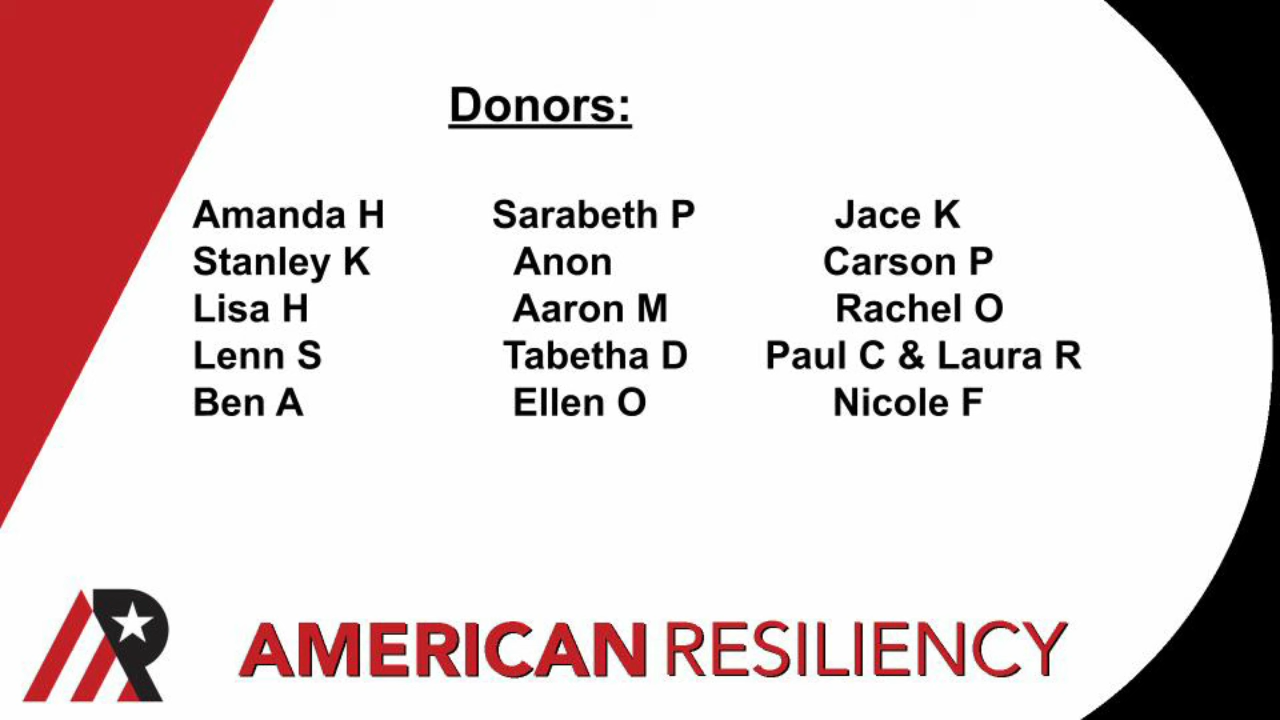 Donors:
Amanda H Sarabeth P Jace K
Stanley K Anon Carson P
Lisa H Aaron M Rachel O
Lenn S Tabetha D Paul C & Laura R
Ben A Ellen O Nicole F
AMERICAN RESILIENCY